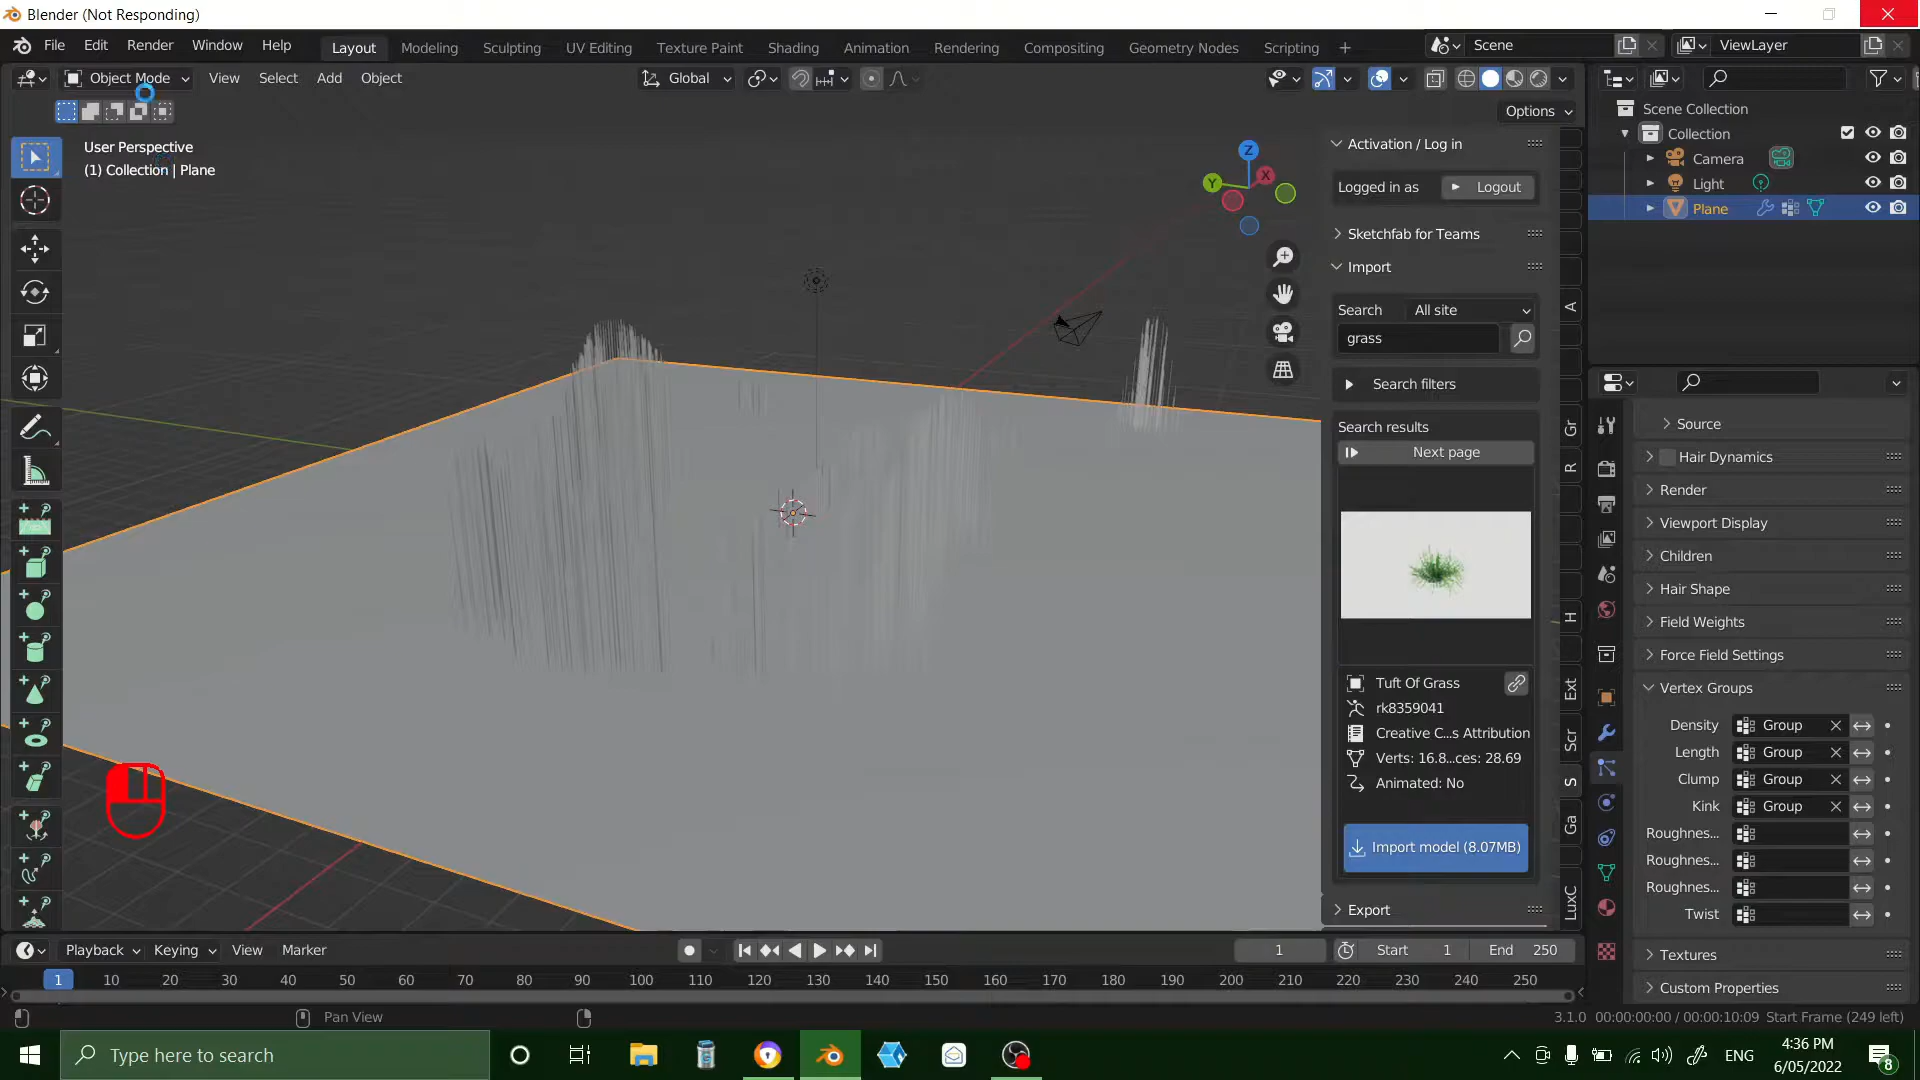 Blender (Not Responding)
File Edit Render Window Help
Layout Modeling Sculpting UV Editing Texture Paint Shading Animation Rendering Compositing Geometry Nodes Scripting +
Scene
ViewLayer
Object Mode View Select Add Object
Global
Options
User Perspective
(1) Collection | Plane
Z
Y
X
Activation / Log in
Logged in as Logout
Sketchfab for Teams
Import
Search All site
grass
Search filters
Search results
Next page
Tuft Of Grass
rk8359041
Creative C...s Attribution
Verts: 16.8...ces: 28.69
Animated: No
Import model (8.07MB)
Export
A
Gr
R
H
Ext
Scr
S
Ga
LuxC
Scene Collection
Collection
Camera
Light
Plane
Source
Hair Dynamics
Render
Viewport Display
Children
Hair Shape
Field Weights
Force Field Settings
Vertex Groups
Density Group
Length Group
Clump Group
Kink Group
Roughness...
Roughness...
Roughness...
Twist
Textures
Custom Properties
Playback Keying View Marker
1 Start 1 End 250
1 10 20 30 40 50 60 70 80 90 100 110 120 130 140 150 160 170 180 190 200 210 220 230 240 250
Pan View
3.1.0 00:00:00:00 / 00:00:10:09 Start Frame (249 left)
Type here to search
ENG
4:36 PM
6/05/2022
8